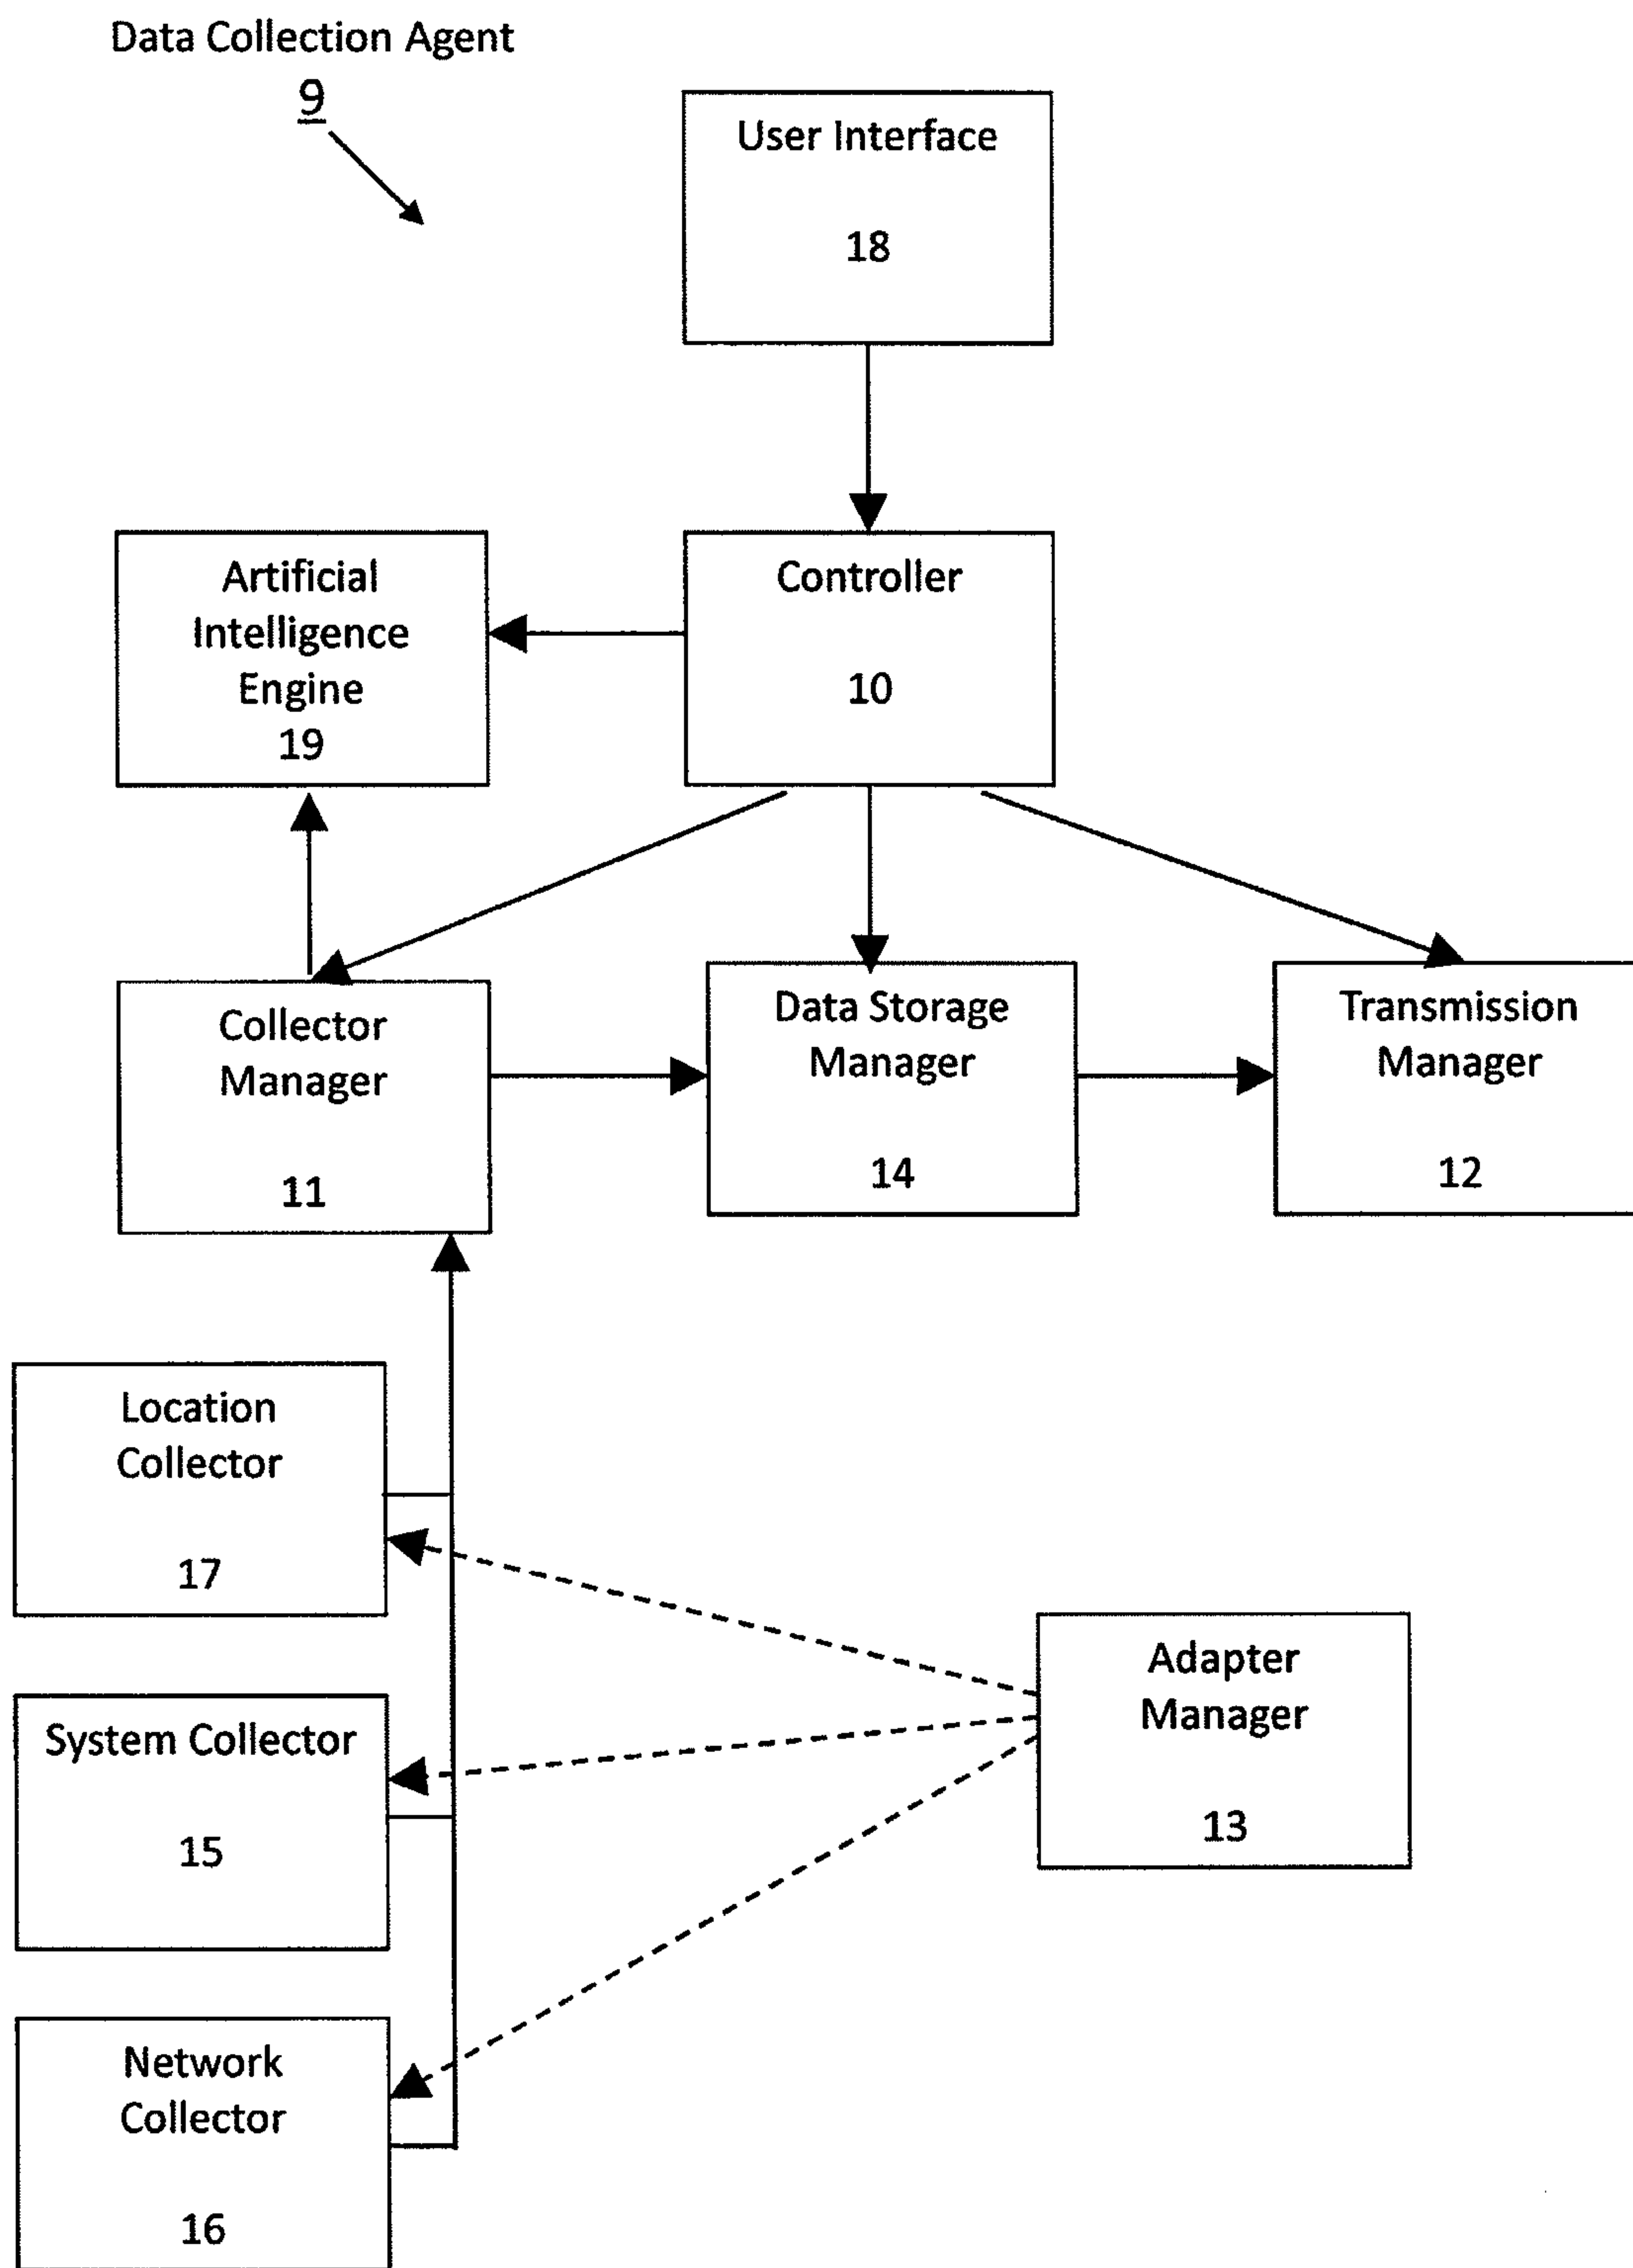 Data Collection Agent
9
User Interface
18
Artificial
Intelligence
Engine
19
Controller
10
Collector
Manager
11
Data Storage
Manager
14
Transmission
Manager
12
Location
Collector
17
Adapter
Manager
13
System Collector
15
Network
Collector
16